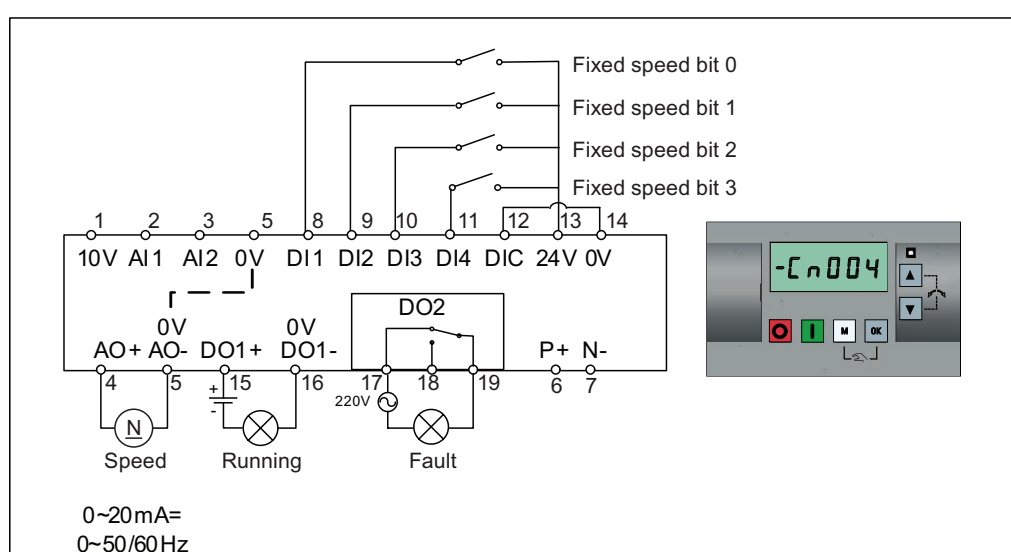 Fixed speed bit 0
Fixed speed bit 1
Fixed speed bit 2
Fixed speed bit 3
1 2 3 5 8 9 10 11 12 13 14
10V AI1 AI2 0V DI1 DI2 DI3 DI4 DIC 24V 0V
-Cn004
M OK
DO2
0V 0V
AO+ AO- DO1+ DO1- P+ N-
4 5 15 16 17 18 19 6 7
+
-
220V
N
Speed Running Fault
0~20mA=
0~50/60Hz